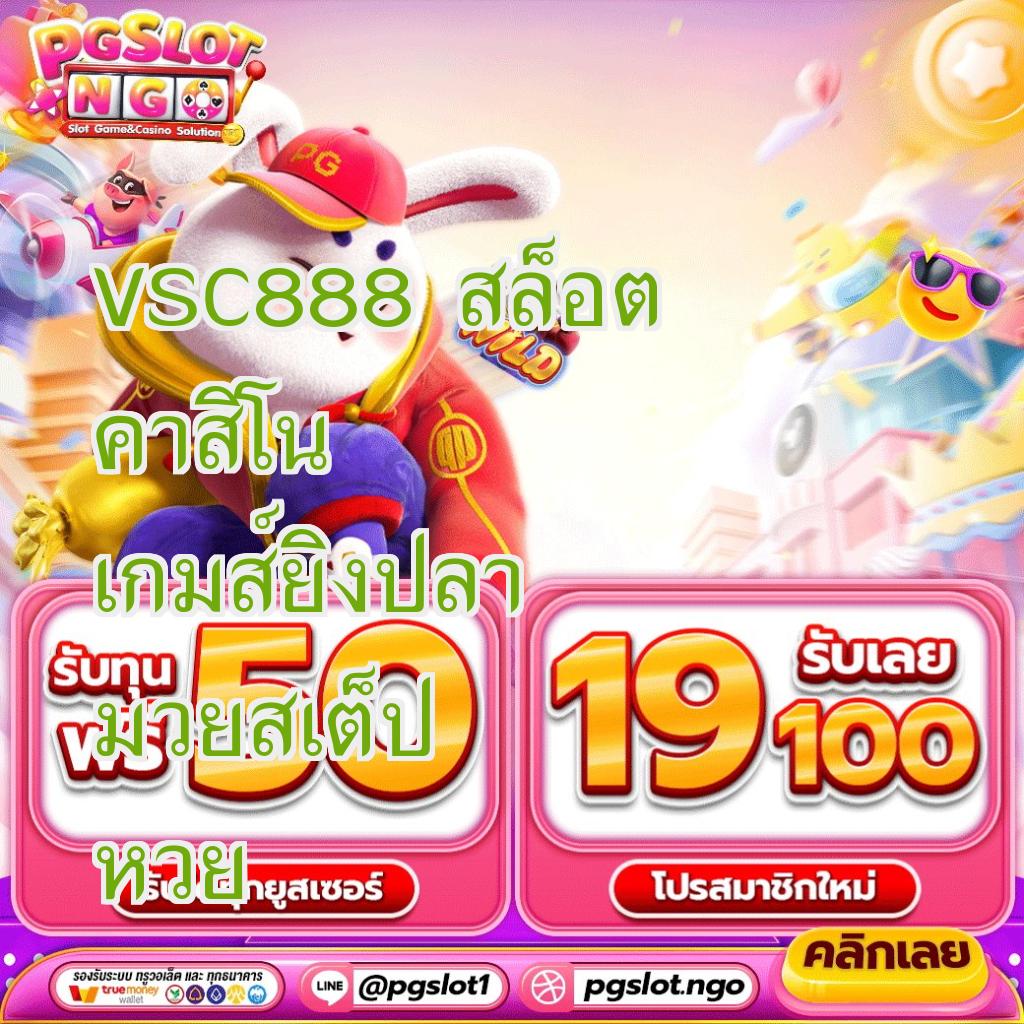 PGSLOT
NGO
Slot Game&Casino Solution
PG
VSC888 สล็อต
WILD
คาสิโน
เกมส์ยิงปลา
รับทุน
ฟรี
50
มวยสเต็ป
19
รับเลย
100
หวย
ยูสเซอร์
โปรสมาชิกใหม่
คลิกเลย
รองรับระบบ ทรูวอเล็ต และ ทุกธนาคาร
truemoney
wallet
LINE
@pgslot1
pgslot.ngo